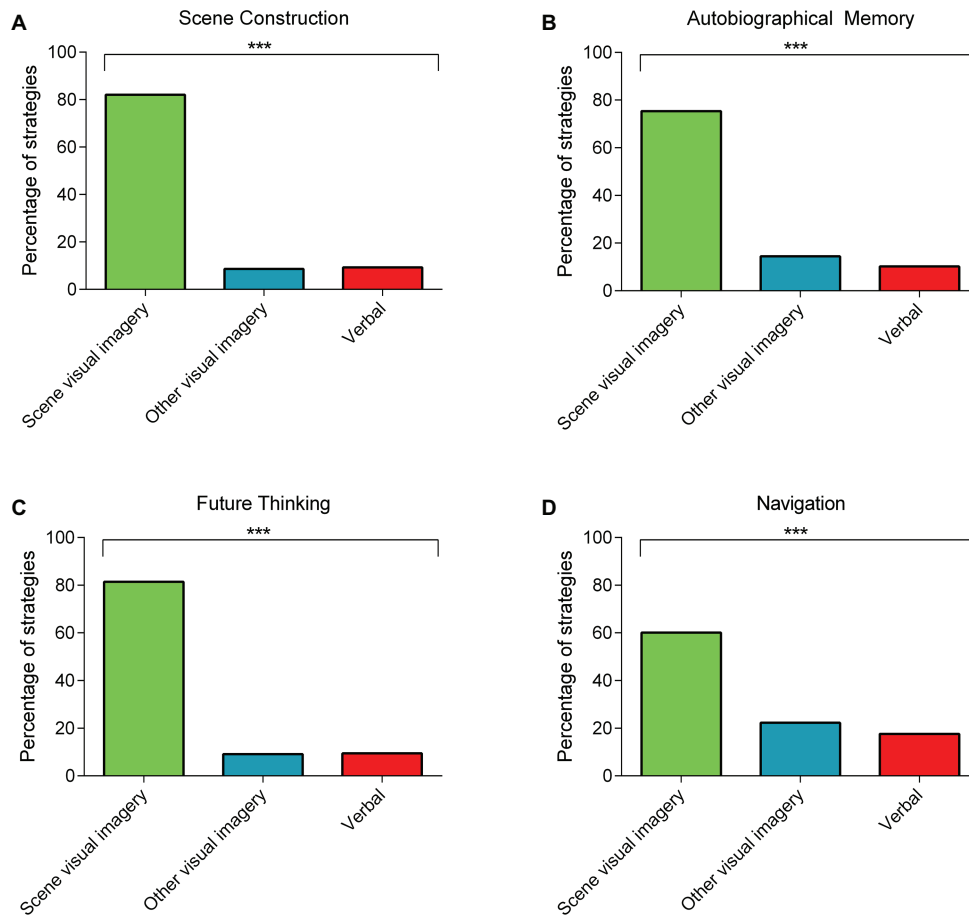 A
Scene Construction
***
Percentage of strategies
100
80
60
40
20
0
Scene visual imagery
Other visual imagery
Verbal
B
Autobiographical Memory
***
Percentage of strategies
100
80
60
40
20
0
Scene visual imagery
Other visual imagery
Verbal
C
Future Thinking
***
Percentage of strategies
100
80
60
40
20
0
Scene visual imagery
Other visual imagery
Verbal
D
Navigation
***
Percentage of strategies
100
80
60
40
20
0
Scene visual imagery
Other visual imagery
Verbal